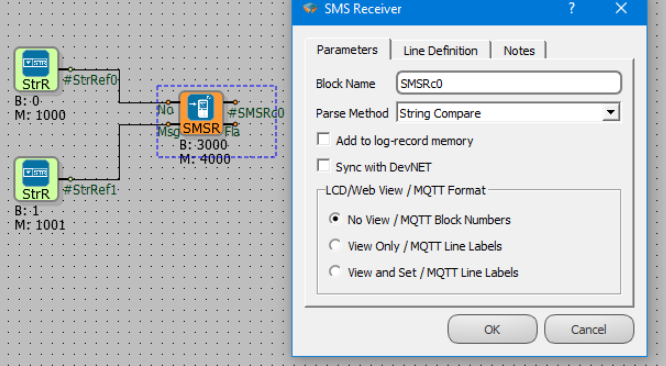 StrR
#StrRef0
B: 0
M: 1000
No
#SMSRc0
Msg
Fla
SMSR
B: 3000
M: 4000
StrR
#StrRef1
B: 1
M: 1001
SMS Receiver
?
Parameters
Line Definition
Notes
Block Name
SMSRc0
Parse Method
String Compare
Add to log-record memory
Sync with DevNET
LCD/Web View / MQTT Format
No View / MQTT Block Numbers
View Only / MQTT Line Labels
View and Set / MQTT Line Labels
OK
Cancel